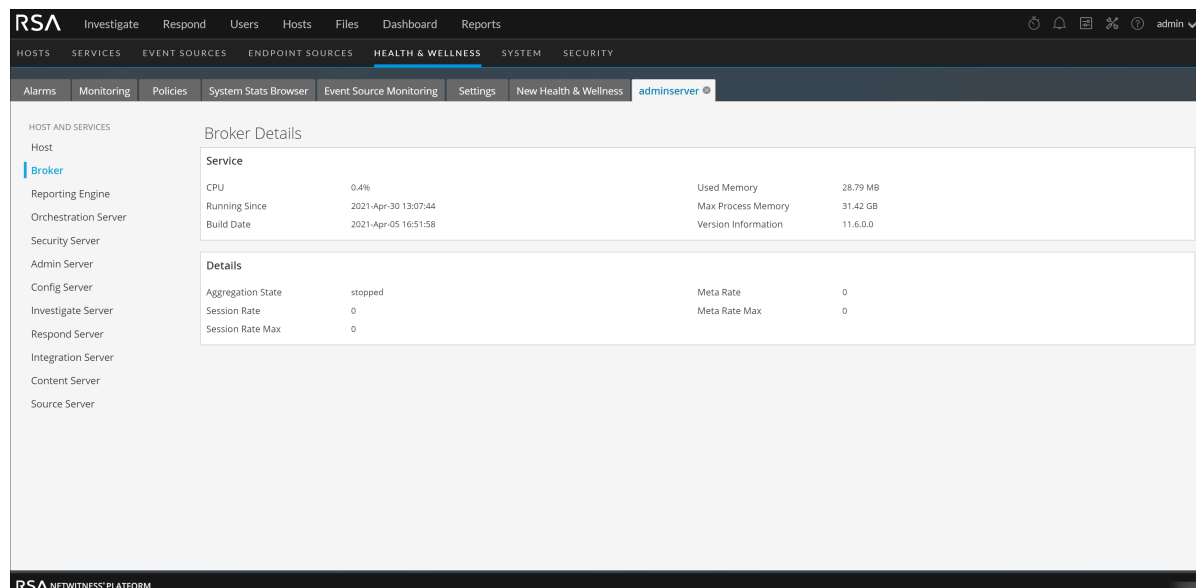 RSA Investigate Respond Users Hosts Files Dashboard Reports admin
HOSTS SERVICES EVENT SOURCES ENDPOINT SOURCES HEALTH & WELLNESS SYSTEM SECURITY
Alarms Monitoring Policies System Stats Browser Event Source Monitoring Settings New Health & Wellness adminserver
HOST AND SERVICES
Host
Broker
Reporting Engine
Orchestration Server
Security Server
Admin Server
Config Server
Investigate Server
Respond Server
Integration Server
Content Server
Source Server
Broker Details
Service
CPU 0.4% Used Memory 28.79 MB
Running Since 2021-Apr-30 13:07:44 Max Process Memory 31.42 GB
Build Date 2021-Apr-05 16:51:58 Version Information 11.6.0.0
Details
Aggregation State stopped Meta Rate 0
Session Rate 0 Meta Rate Max 0
Session Rate Max 0
RSA NETWITNESS® PLATFORM